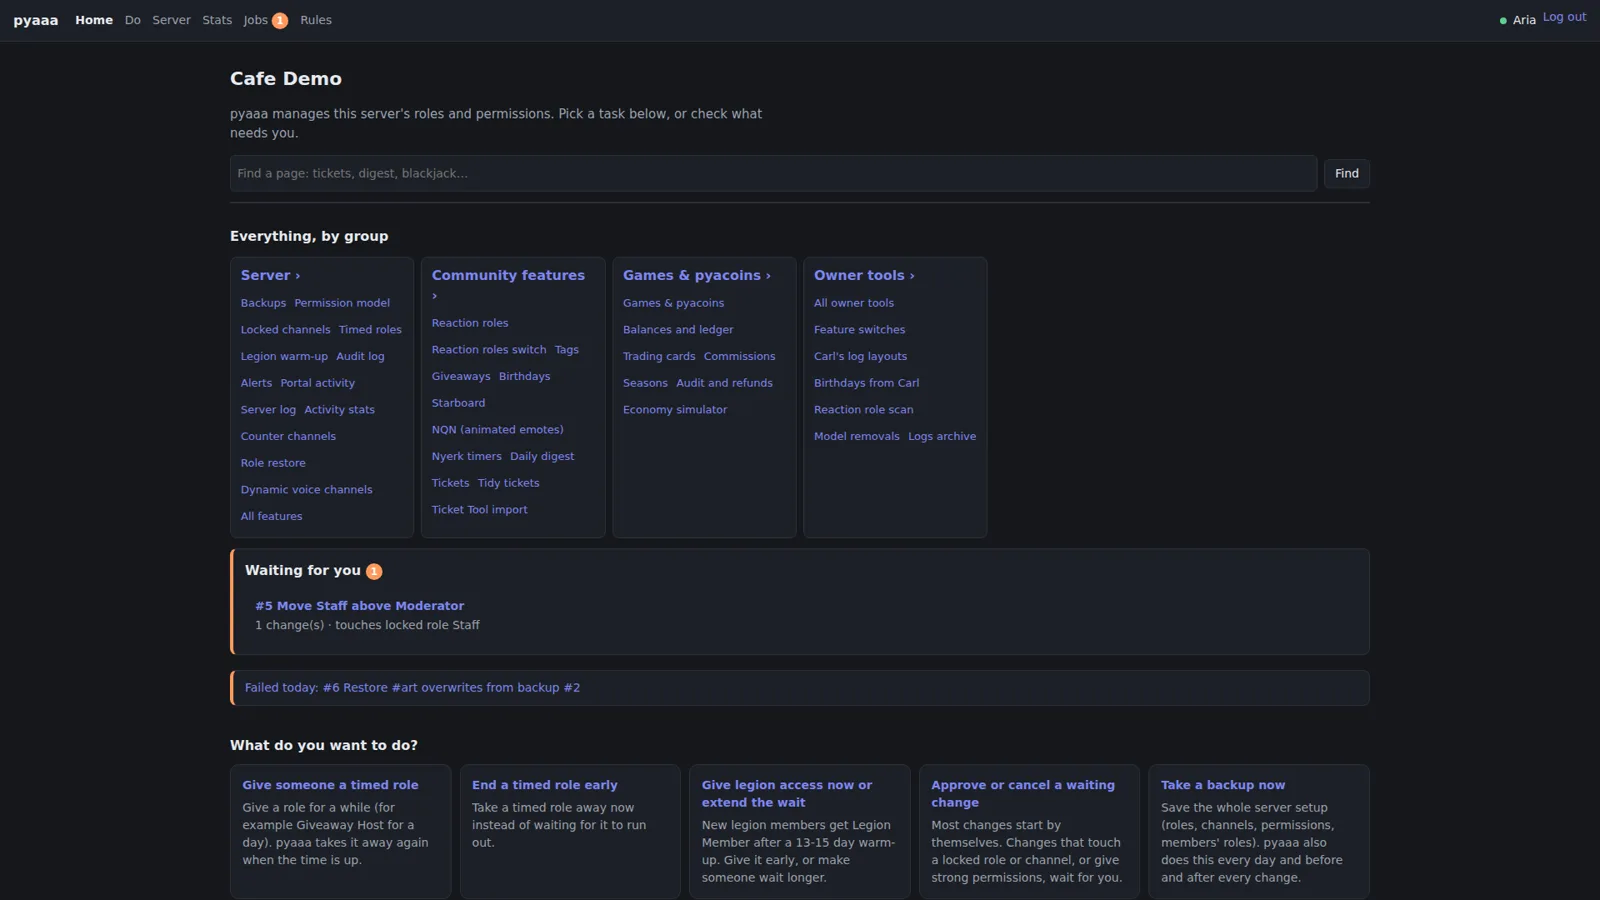 pyaaa Home Do Server Stats Jobs 1 Rules Aria Log out
Cafe Demo
pyaaa manages this server's roles and permissions. Pick a task below, or check what
needs you.
Find a page: tickets, digest, blackjack...
Find
Everything, by group
Server ›
Backups Permission model
Locked channels Timed roles
Legion warm-up Audit log
Alerts Portal activity
Server log Activity stats
Counter channels
Role restore
Dynamic voice channels
All features
Community features
›
Reaction roles
Reaction roles switch Tags
Giveaways Birthdays
Starboard
NQN (animated emotes)
Nyerk timers Daily digest
Tickets Tidy tickets
Ticket Tool import
Games & pyacoins ›
Games & pyacoins
Balances and ledger
Trading cards Commissions
Seasons Audit and refunds
Economy simulator
Owner tools ›
All owner tools
Feature switches
Carl's log layouts
Birthdays from Carl
Reaction role scan
Model removals Logs archive
Waiting for you 1
#5 Move Staff above Moderator
1 change(s) · touches locked role Staff
Failed today: #6 Restore #art overwrites from backup #2
What do you want to do?
Give someone a timed role
Give a role for a while (for
example Giveaway Host for a
day). pyaaa takes it away again
when the time is up.
End a timed role early
Take a timed role away now
instead of waiting for it to run
out.
Give legion access now or
extend the wait
New legion members get Legion
Member after a 13-15 day warm-
up. Give it early, or make
someone wait longer.
Approve or cancel a waiting
change
Most changes start by
themselves. Changes that touch
a locked role or channel, or give
strong permissions, wait for you.
Take a backup now
Save the whole server setup
(roles, channels, permissions,
members' roles). pyaaa also
does this every day and before
and after every change.